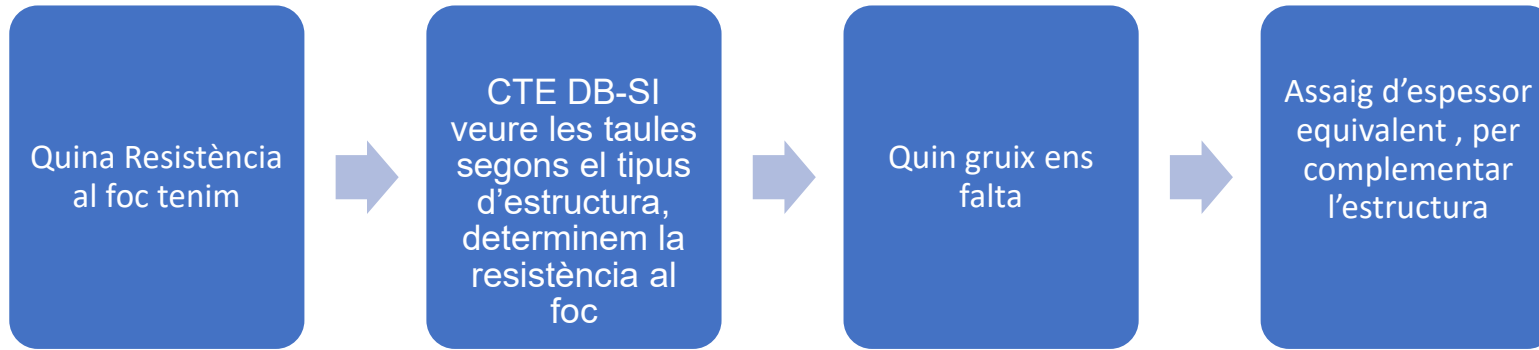 Quina Resistència
al foc tenim
CTE DB-SI
veure les taules
segons el tipus
d’estructura,
determinem la
resistència al
foc
Quin gruix ens
falta
Assaig d’espessor
equivalent , per
complementar
l’estructura